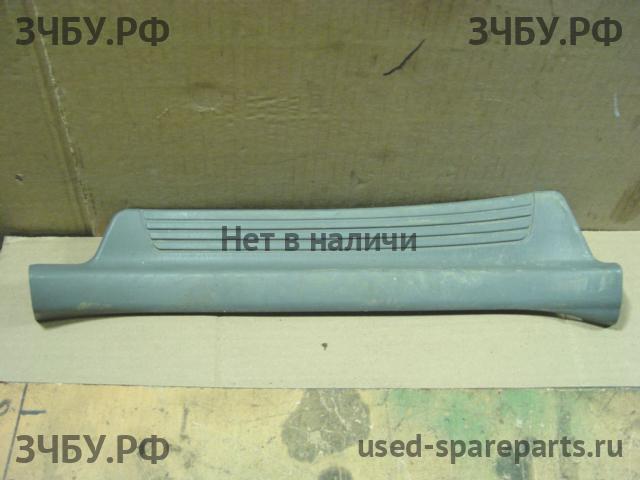 ЗЧБУ.РФ ЗЧБУ.РФ
Нет в наличи
ЗЧБУ.РФ used-spareparts.ru